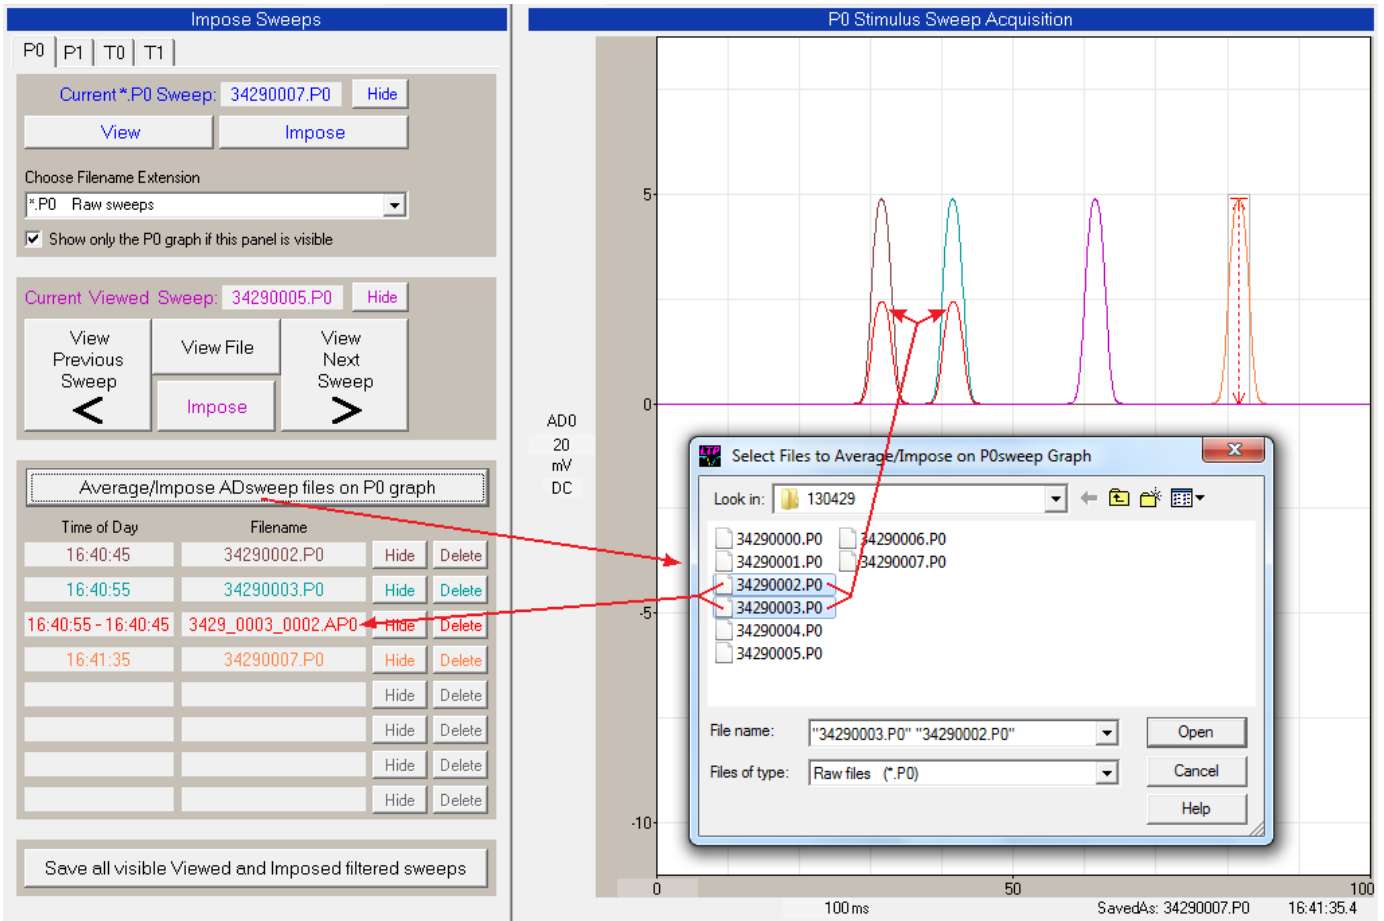 Impose Sweeps
P0 P1 T0 T1
Current *.P0 Sweep: 34290007.P0 Hide
View Impose
Choose Filename Extension
*.P0 Raw sweeps
Show only the P0 graph if this panel is visible
Current Viewed Sweep: 34290005.P0 Hide
View Previous Sweep <
View File
Impose
View Next Sweep >
Average/Impose ADsweep files on P0 graph
Time of Day Filename
16:40:45 34290002.P0 Hide Delete
16:40:55 34290003.P0 Hide Delete
16:40:55 - 16:40:45 3429_0003_0002.AP0 Hide Delete
16:41:35 34290007.P0 Hide Delete
Hide Delete
Hide Delete
Hide Delete
Hide Delete
Save all visible Viewed and Imposed filtered sweeps
P0 Stimulus Sweep Acquisition
5
0
-5
-10
AD0
20
mV
DC
0 50 100
100 ms SavedAs: 34290007.P0 16:41:35.4
LTP Select Files to Average/Impose on P0sweep Graph x
Look in: 130429
34290000.P0 34290006.P0
34290001.P0 34290007.P0
34290002.P0
34290003.P0
34290004.P0
34290005.P0
File name: "34290003.P0" "34290002.P0" Open
Files of type: Raw files (*.P0) Cancel
Help